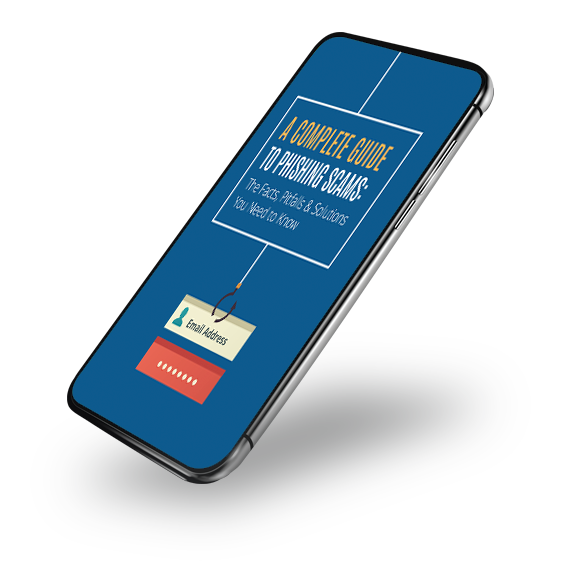 A COMPLETE GUIDE
TO PHISHING SCAMS:
The Facts, Pitfalls & Solutions
You Need to Know
Email Address